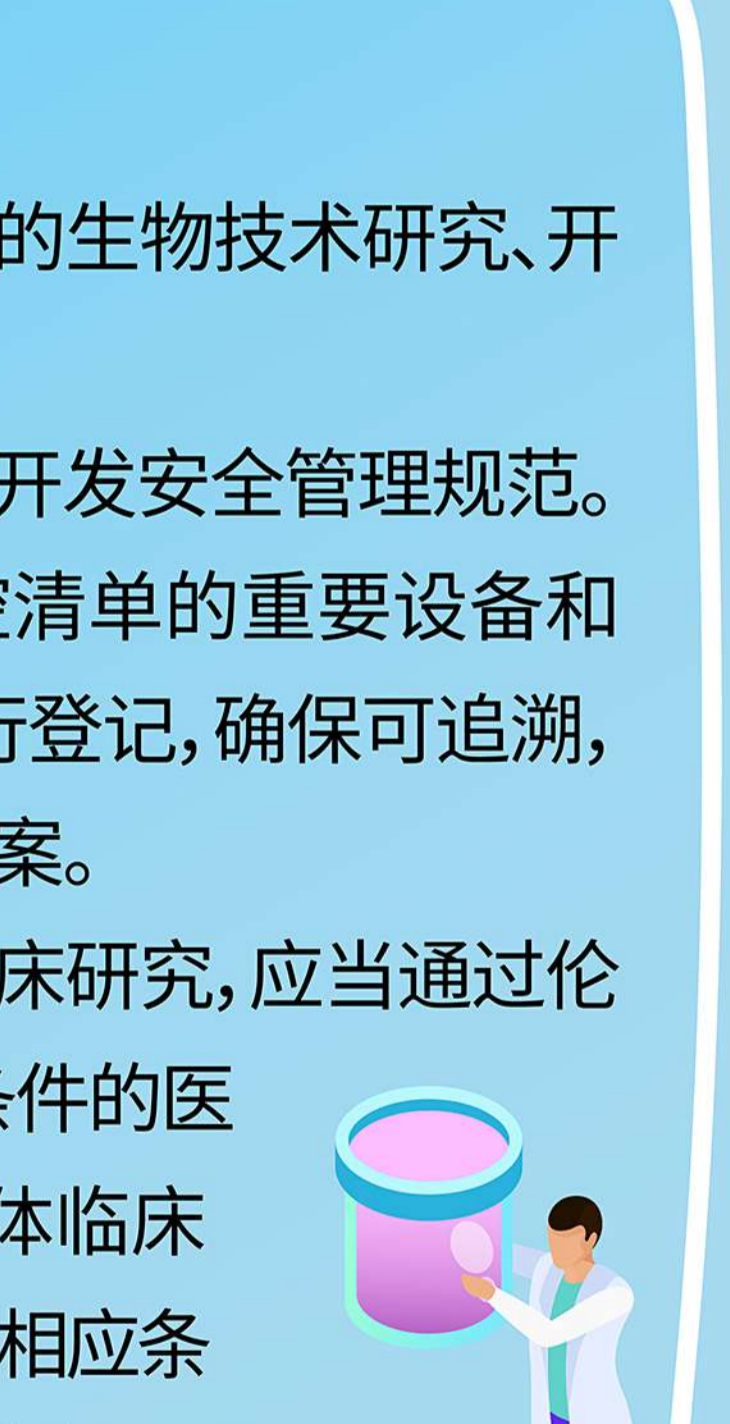 的生物技术研究、开
开发安全管理规范。
控清单的重要设备和
行登记，确保可追溯，
案。
床研究，应当通过伦
条件的医
体临床
相应条